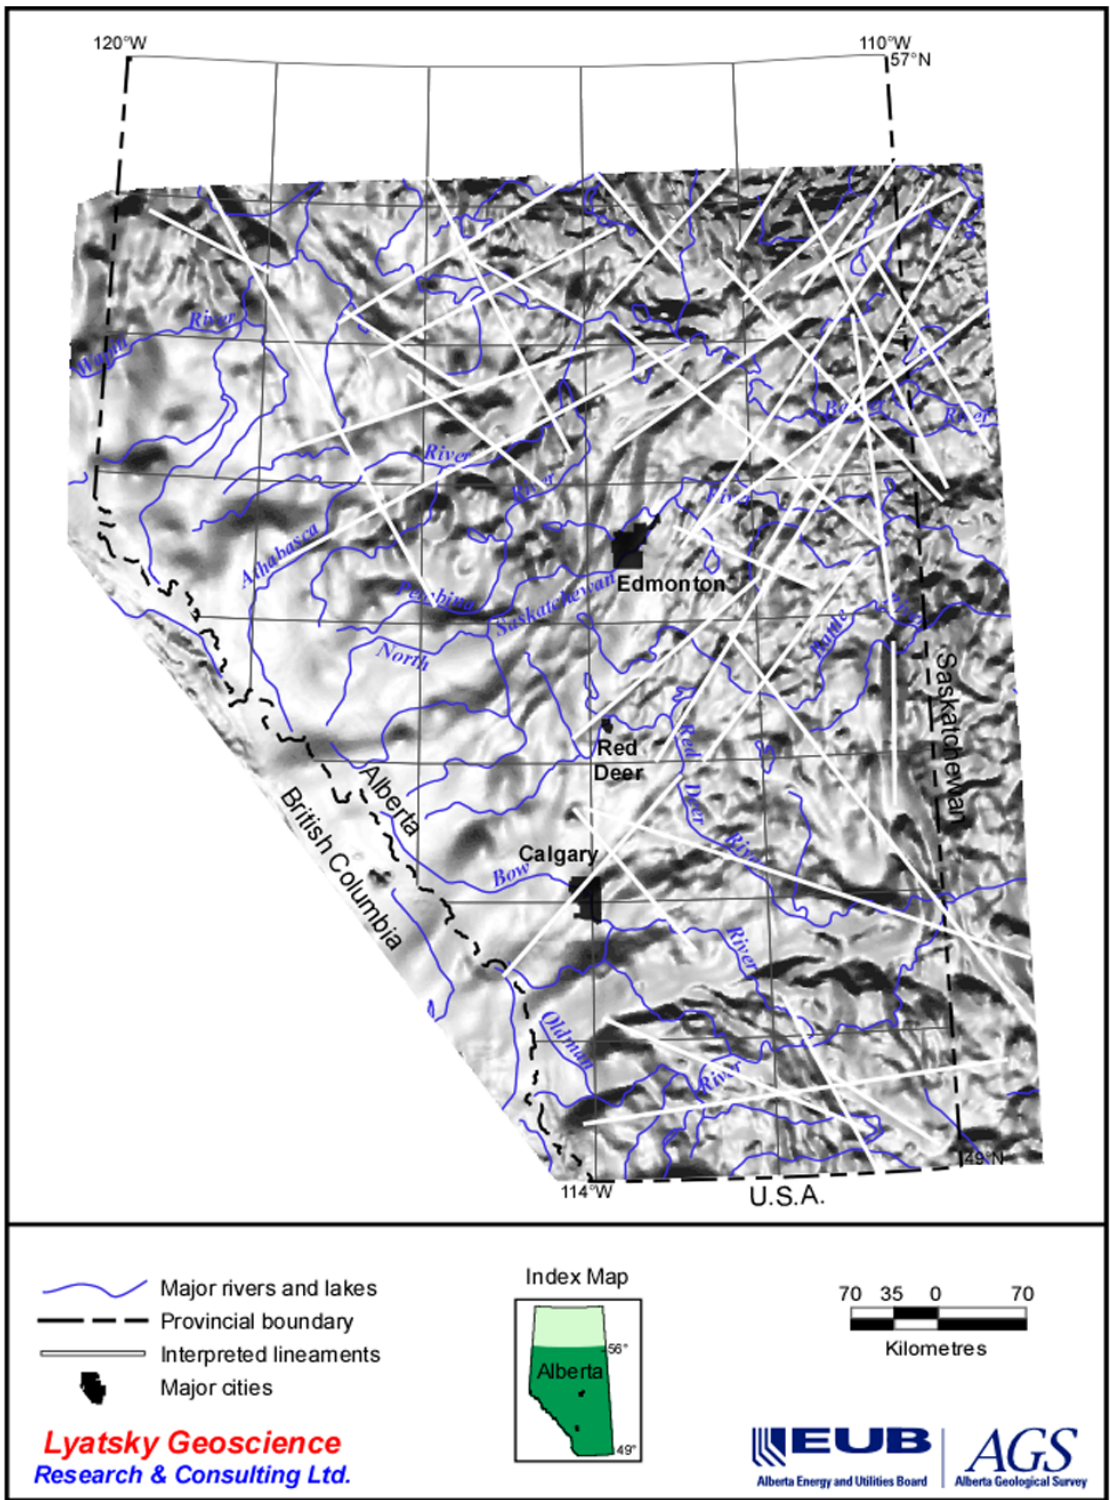 120°W
110°W
57°N
River
Wapiti
Beaver
River
River
River
River
Athabasca
Edmonton
Pembina
Saskatchewan
River
Battle
North
Saskatchewan
Red
Deer
Red
Deer
River
Alberta
British Columbia
Calgary
Bow
River
Oldman
River
49°N
114°W
U.S.A.
Major rivers and lakes
Provincial boundary
Interpreted lineaments
Major cities
Index Map
56°
Alberta
49°
70 35 0 70
Kilometres
Lyatsky Geoscience
Research & Consulting Ltd.
EUB
Alberta Energy and Utilities Board
AGS
Alberta Geological Survey